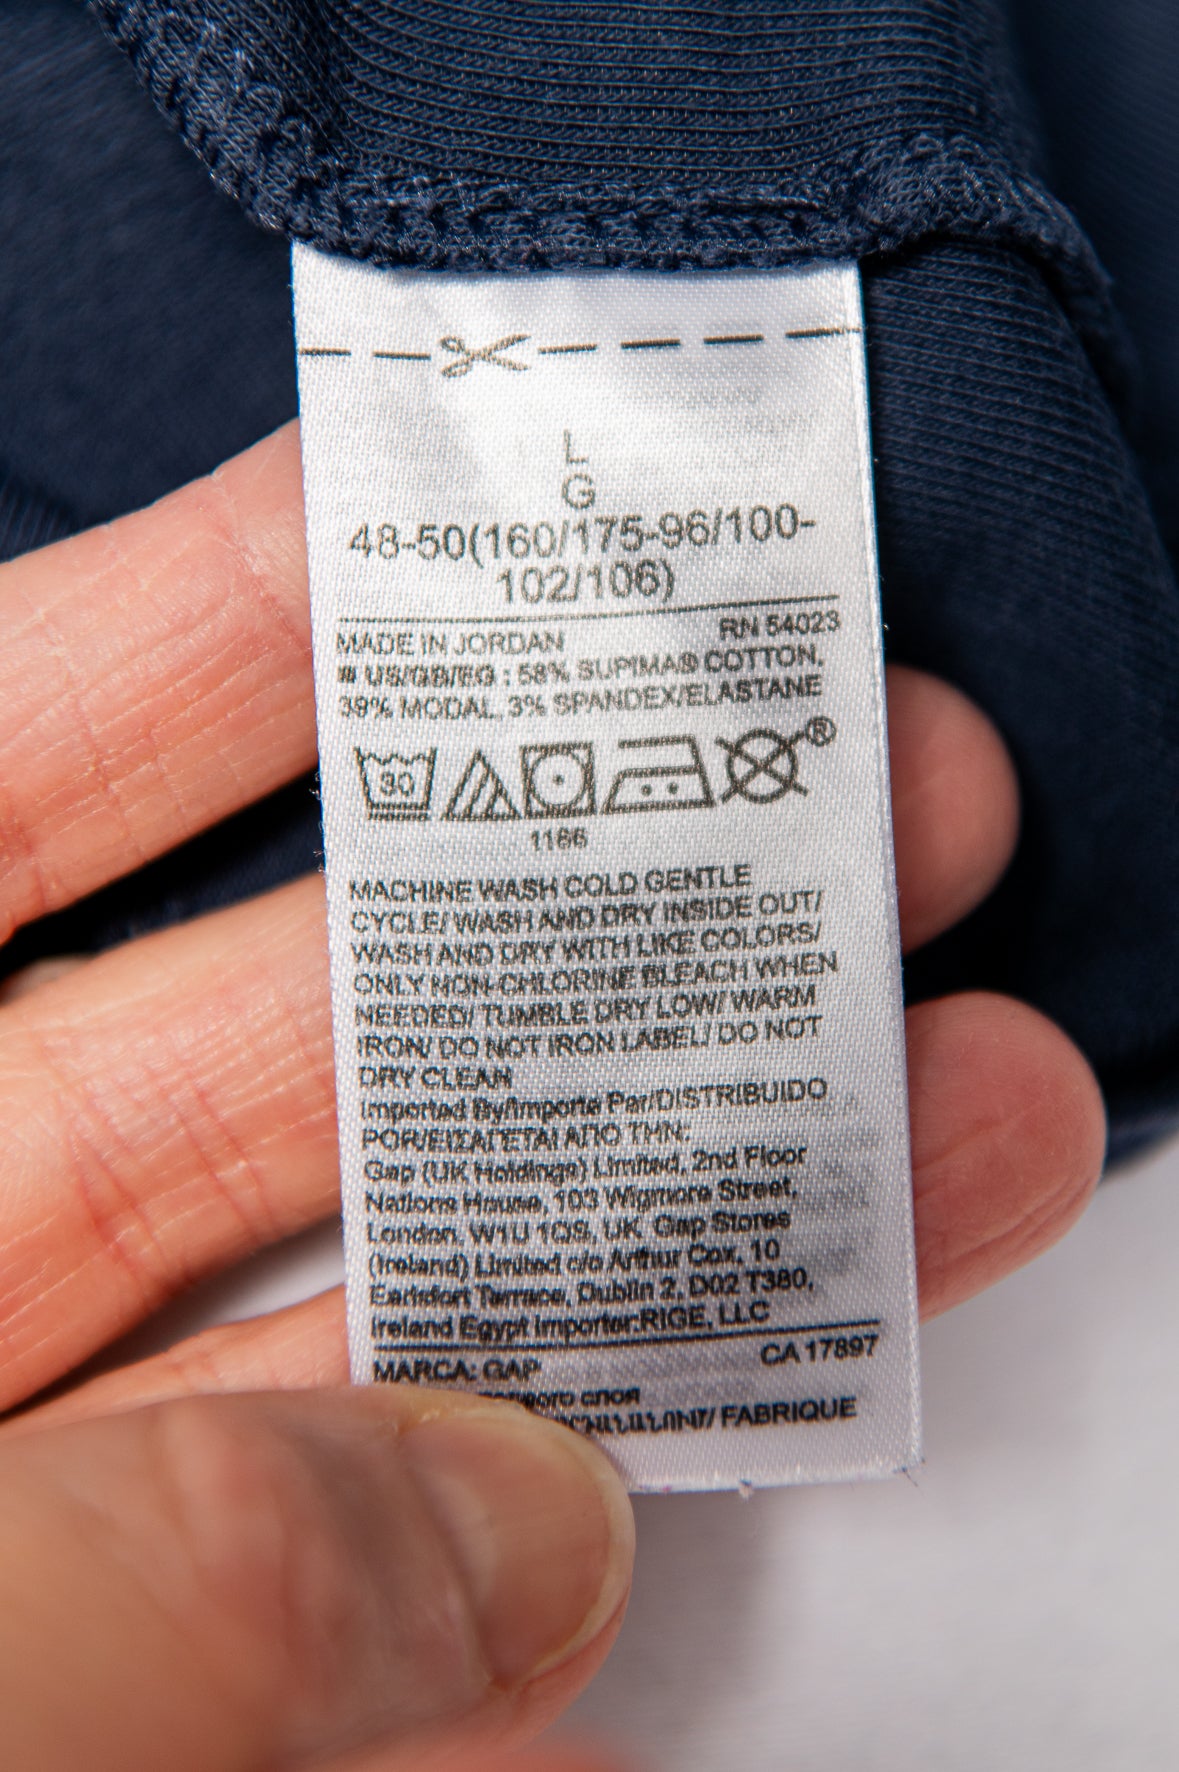 L
G
48-50(160/175-96/100-
102/106)
MADE IN JORDAN RN 54023
US/GB/EG : 58% SUPIMA® COTTON,
39% MODAL, 3% SPANDEX/ELASTANE
30 ®
1166
MACHINE WASH COLD GENTLE
CYCLE/ WASH AND DRY INSIDE OUT/
WASH AND DRY WITH LIKE COLORS/
ONLY NON-CHLORINE BLEACH WHEN
NEEDED/ TUMBLE DRY LOW/ WARM
IRON/ DO NOT IRON LABEL/ DO NOT
DRY CLEAN
Imported By/Importe Par/DISTRIBUIDO
POR/ΕΙΣΑΓΕΤΑΙ ΑΠΟ ΤΗΝ:
Gap (UK Holdings) Limited, 2nd Floor
Nations House, 103 Wigmore Street,
London, W1U 1QS, UK Gap Stores
(Ireland) Limited c/o Arthur Cox, 10
Earlsfort Terrace, Dublin 2, D02 T380,
Ireland Egypt Importer:RIGE, LLC
MARCA: GAP CA 17897
слоя
FABRIQUE